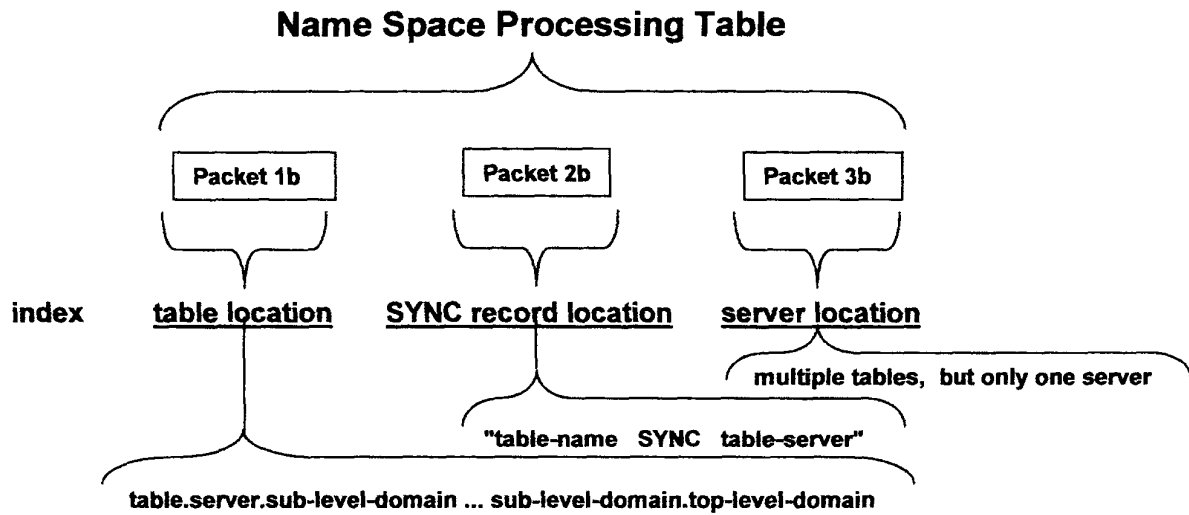 Name Space Processing Table
Packet 1b Packet 2b Packet 3b
index table location SYNC record location server location
multiple tables, but only one server
"table-name SYNC table-server"
table.server.sub-level-domain ... sub-level-domain.top-level-domain